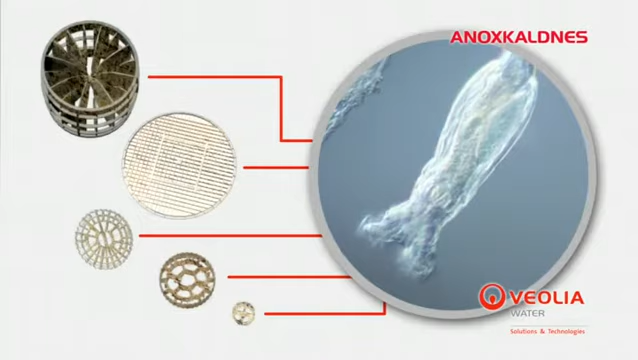 ANOXKALDNES
VEOLIA
WATER
Solutions & Technologies